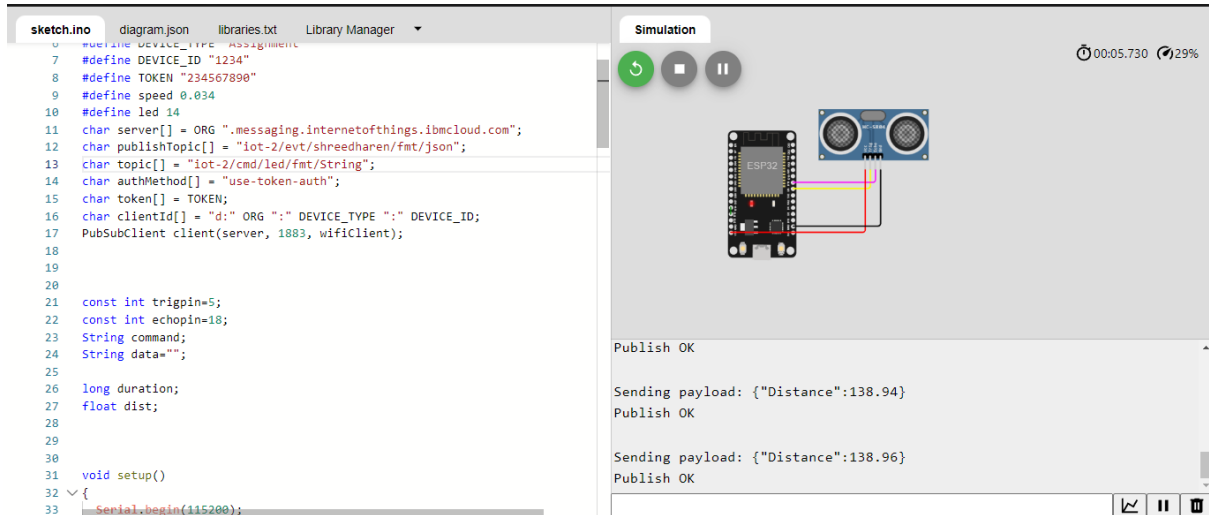 sketch.ino diagram.json libraries.txt Library Manager
6 #define DEVICE_TYPE "Assignment"
7 #define DEVICE_ID "1234"
8 #define TOKEN "234567890"
9 #define speed 0.034
10 #define led 14
11 char server[] = ORG ".messaging.internetofthings.ibmcloud.com";
12 char publishTopic[] = "iot-2/evt/shreedharen/fmt/json";
13 char topic[] = "iot-2/cmd/led/fmt/String";
14 char authMethod[] = "use-token-auth";
15 char token[] = TOKEN;
16 char clientId[] = "d:" ORG ":" DEVICE_TYPE ":" DEVICE_ID;
17 PubSubClient client(server, 1883, wifiClient);
18
19
20
21 const int trigpin=5;
22 const int echopin=18;
23 String command;
24 String data="";
25
26 long duration;
27 float dist;
28
29
30
31 void setup()
32 {
33 Serial.begin(115200);
Simulation
00:05.730 29%
ESP32
Publish OK
Sending payload: {"Distance":138.94}
Publish OK
Sending payload: {"Distance":138.96}
Publish OK